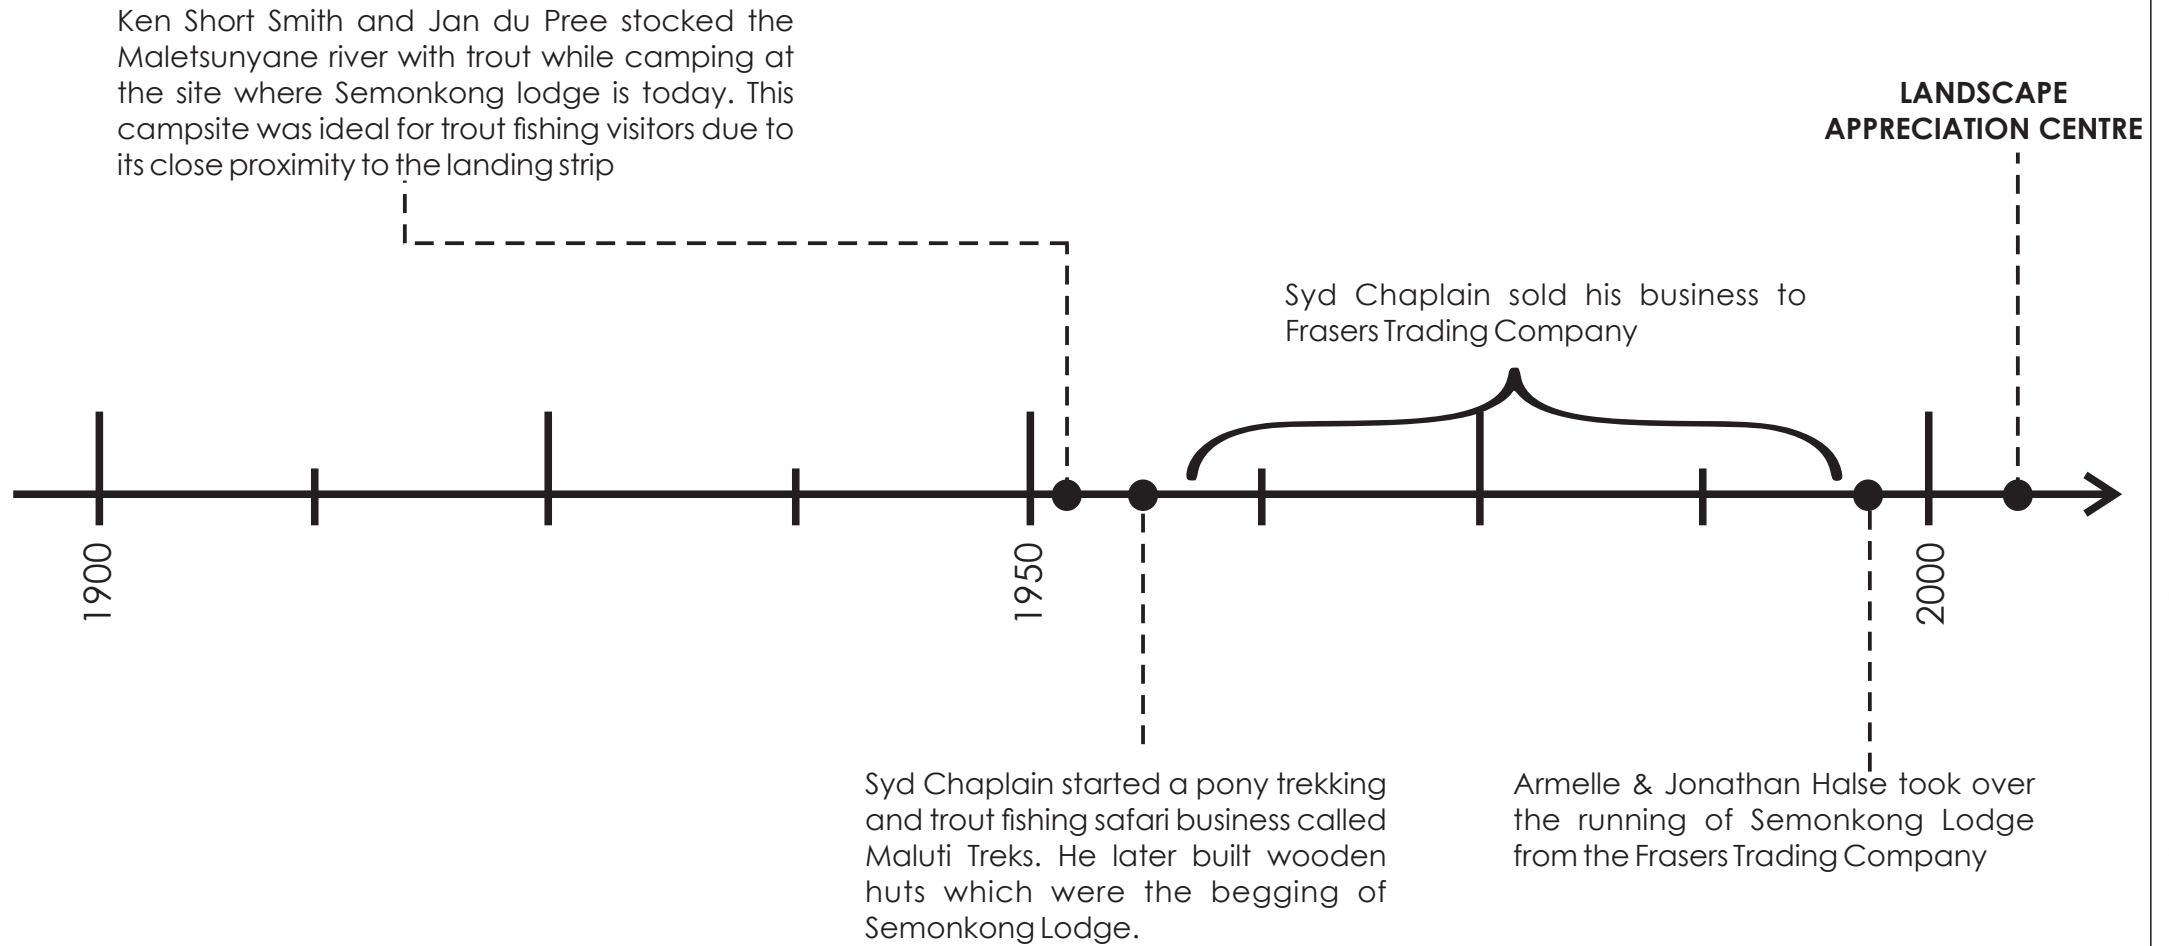 Ken Short Smith and Jan du Pree stocked the
Maletsunyane river with trout while camping at
the site where Semonkong lodge is today. This
campsite was ideal for trout fishing visitors due to
its close proximity to the landing strip
LANDSCAPE
APPRECIATION CENTRE
Syd Chaplain sold his business to
Frasers Trading Company
1900
1950
2000
Syd Chaplain started a pony trekking
and trout fishing safari business called
Maluti Treks. He later built wooden
huts which were the begging of
Semonkong Lodge.
Armelle & Jonathan Halse took over
the running of Semonkong Lodge
from the Frasers Trading Company